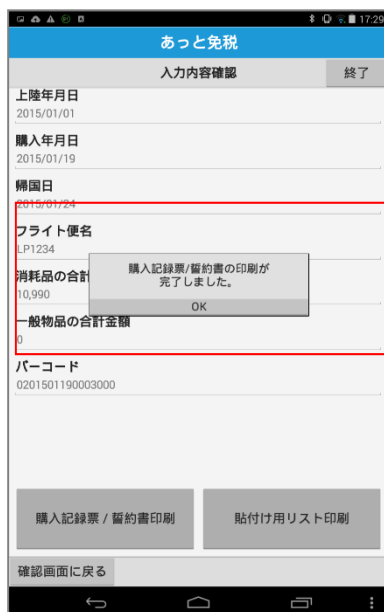 17:29
あっと免税
入力内容確認
終了
上陸年月日
2015/01/01
購入年月日
2015/01/19
帰国日
2015/01/24
フライト便名
LP1234
消耗品の合計
10,990
購入記録票/誓約書の印刷が
完了しました。
OK
一般物品の合計金額
0
バーコード
0201501190003000
購入記録票 / 誓約書印刷
貼付け用リスト印刷
確認画面に戻る